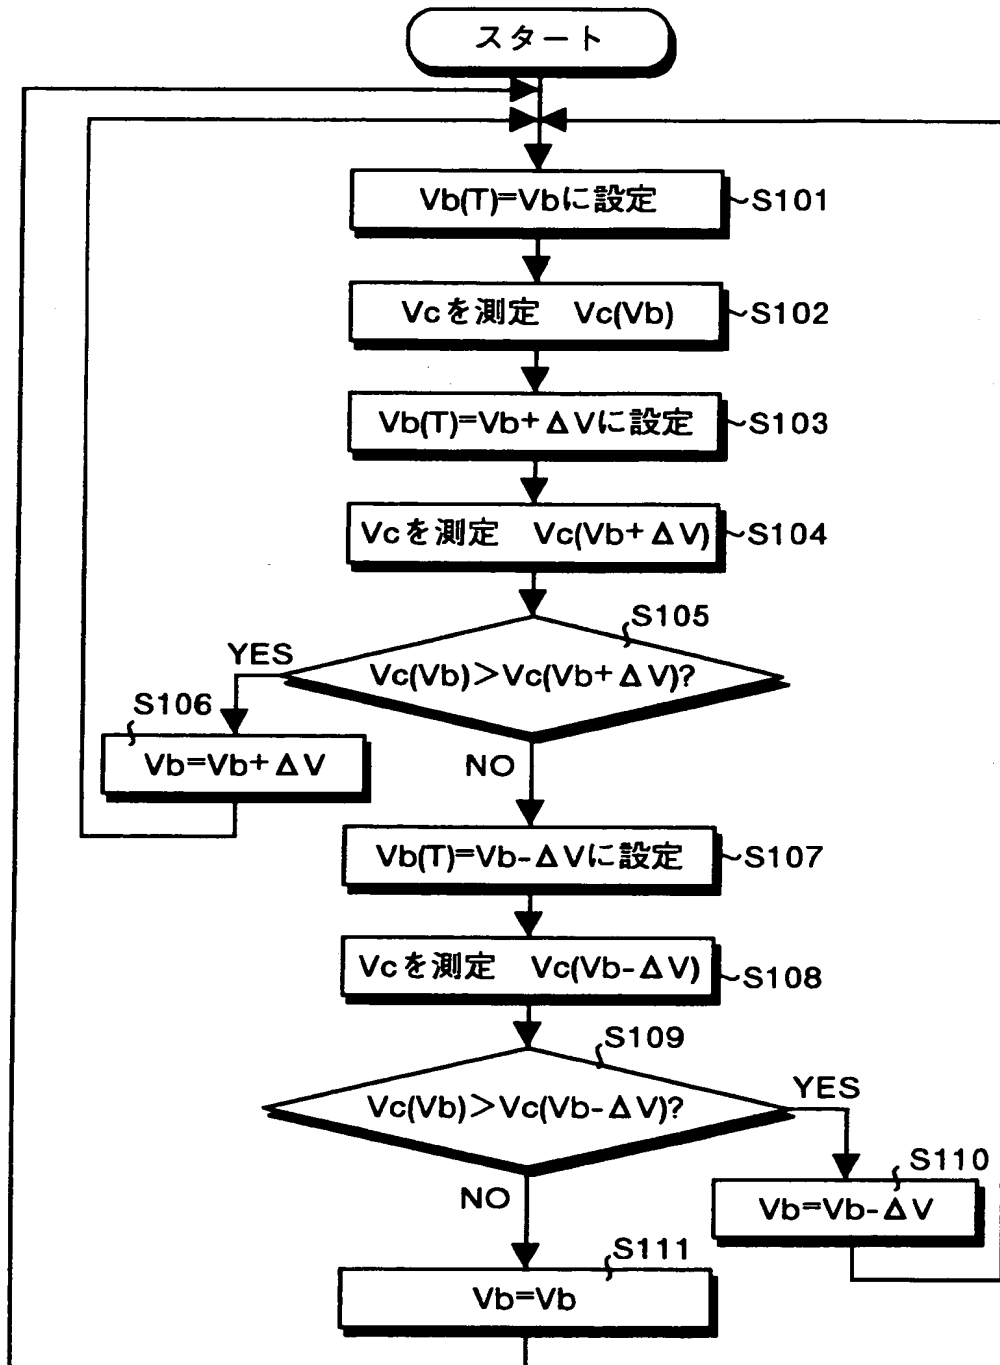 スタート
Vb(T)=Vbに設定
S101
Vcを測定 Vc(Vb)
S102
Vb(T)=Vb+ΔVに設定
S103
Vcを測定 Vc(Vb+ΔV)
S104
S105
Vc(Vb)>Vc(Vb+ΔV)?
YES
S106
Vb=Vb+ΔV
NO
Vb(T)=Vb-ΔVに設定
S107
Vcを測定 Vc(Vb-ΔV)
S108
S109
Vc(Vb)>Vc(Vb-ΔV)?
YES
S110
Vb=Vb-ΔV
NO
S111
Vb=Vb